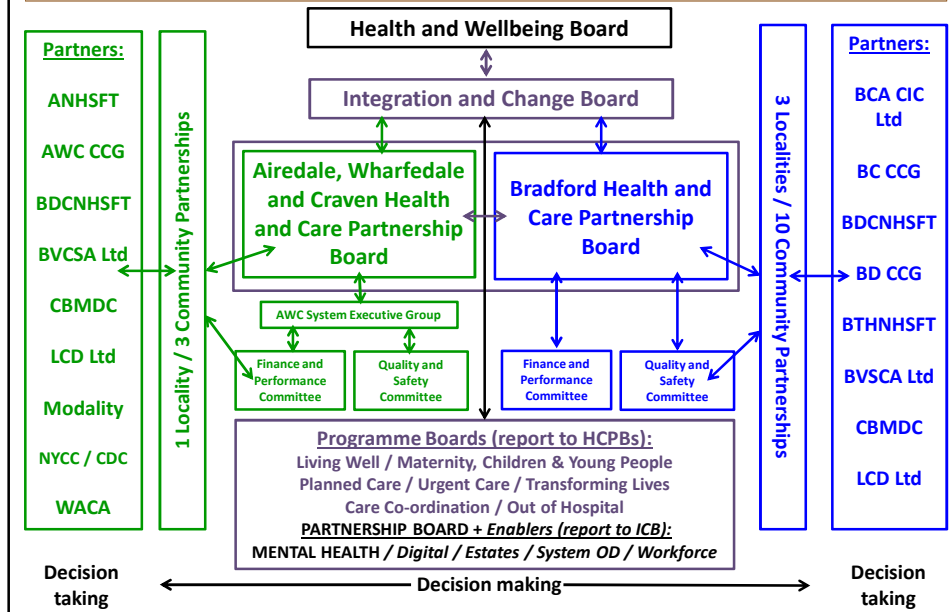 Health and Wellbeing Board
Integration and Change Board
Partners:
ANHSFT
AWC CCG
BDCNHSFT
BVCSA Ltd
CBMDC
LCD Ltd
Modality
NYCC / CDC
WACA
1 Locality / 3 Community Partnerships
Airedale, Wharfedale
and Craven Health
and Care Partnership
Board
AWC System Executive Group
Finance and
Performance
Committee
Quality and
Safety
Committee
Bradford Health and
Care Partnership
Board
Finance and
Performance
Committee
Quality and
Safety
Committee
3 Localities / 10 Community Partnerships
Partners:
BCA CIC
Ltd
BC CCG
BDCNHSFT
BD CCG
BTHNHSFT
BVSCA Ltd
CBMDC
LCD Ltd
Programme Boards (report to HCPBs):
Living Well / Maternity, Children & Young People
Planned Care / Urgent Care / Transforming Lives
Care Co-ordination / Out of Hospital
PARTNERSHIP BOARD + Enablers (report to ICB):
MENTAL HEALTH / Digital / Estates / System OD / Workforce
Decision
taking
Decision making
Decision
taking